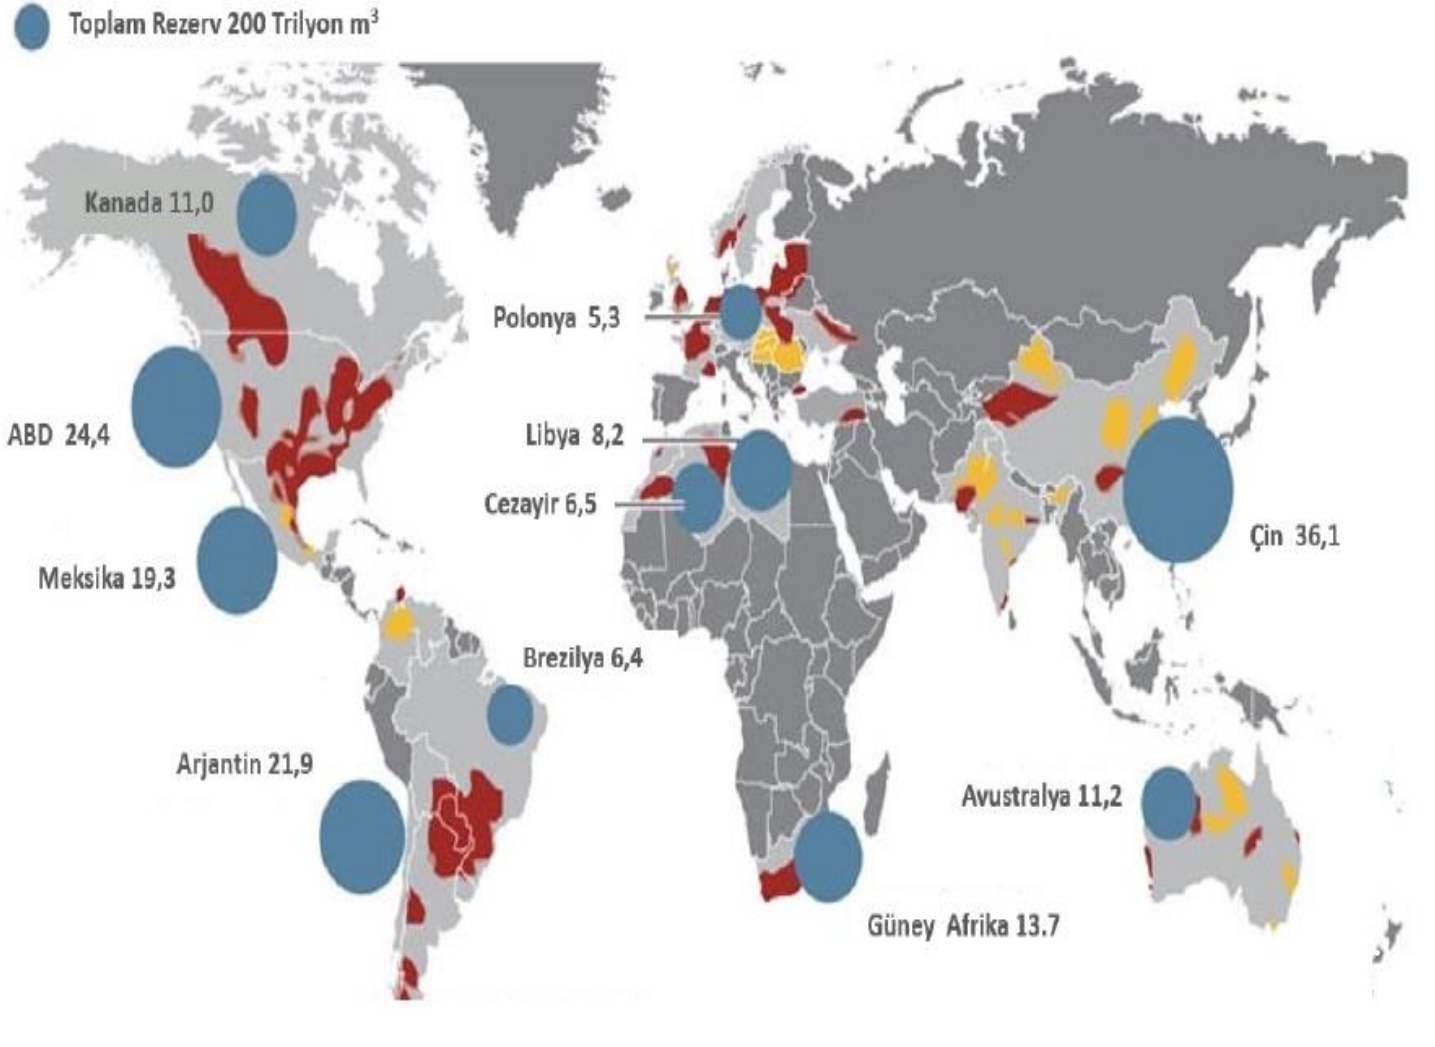 Toplam Rezerv 200 Trilyon m³
Kanada 11,0
Polonya 5,3
ABD 24,4
Libya 8,2
Cezayir 6,5
Çin 36,1
Meksika 19,3
Brezilya 6,4
Arjantin 21,9
Avustralya 11,2
Güney Afrika 13.7